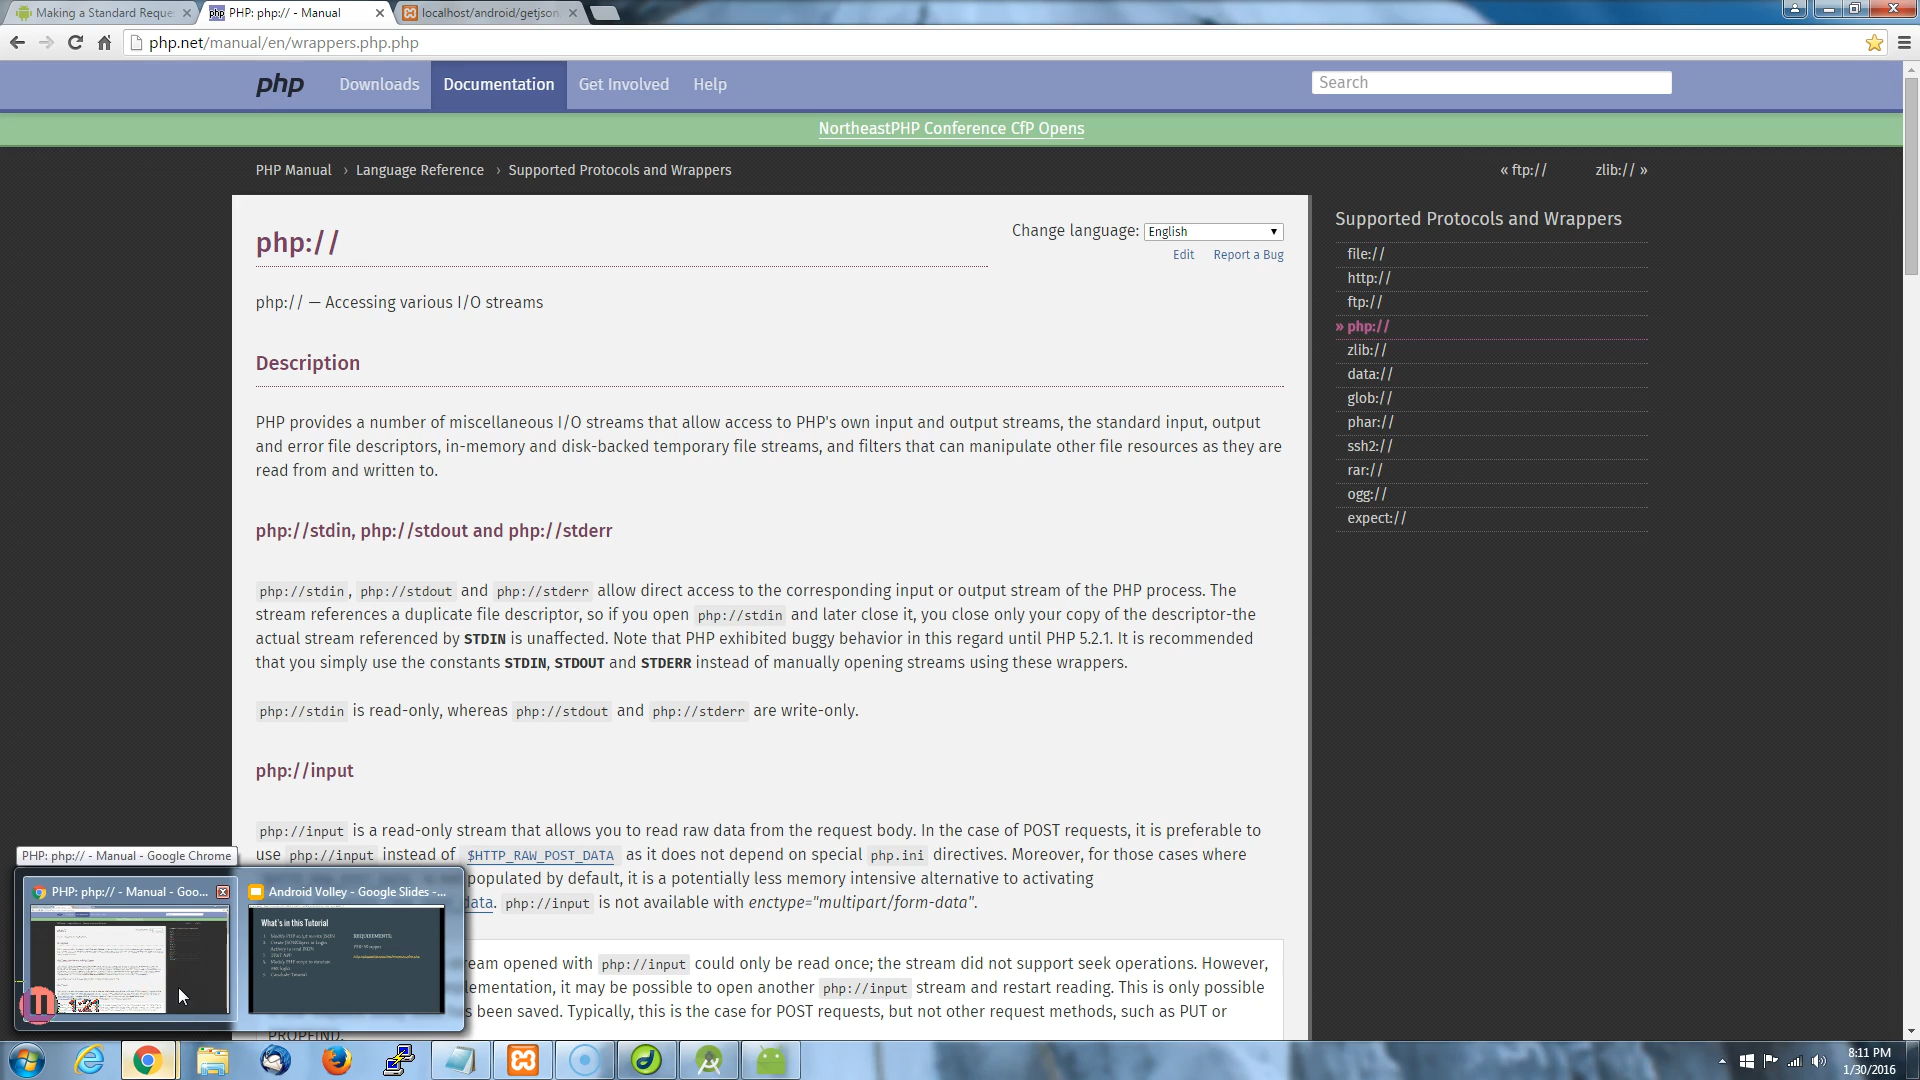 Making a Standard Reque
PHP: php:// - Manual
localhost/android/getjson
php.net/manual/en/wrappers.php.php
php
Downloads
Documentation
Get Involved
Help
Search
NortheastPHP Conference CfP Opens
PHP Manual › Language Reference › Supported Protocols and Wrappers
« ftp://
zlib:// »
php://
Change language: English
Edit
Report a Bug
php:// — Accessing various I/O streams
Description
PHP provides a number of miscellaneous I/O streams that allow access to PHP's own input and output streams, the standard input, output
and error file descriptors, in-memory and disk-backed temporary file streams, and filters that can manipulate other file resources as they are
read from and written to.
php://stdin, php://stdout and php://stderr
php://stdin, php://stdout and php://stderr allow direct access to the corresponding input or output stream of the PHP process. The
stream references a duplicate file descriptor, so if you open php://stdin and later close it, you close only your copy of the descriptor-the
actual stream referenced by STDIN is unaffected. Note that PHP exhibited buggy behavior in this regard until PHP 5.2.1. It is recommended
that you simply use the constants STDIN, STDOUT and STDERR instead of manually opening streams using these wrappers.
php://stdin is read-only, whereas php://stdout and php://stderr are write-only.
php://input
php://input is a read-only stream that allows you to read raw data from the request body. In the case of POST requests, it is preferable to
use php://input instead of $HTTP_RAW_POST_DATA as it does not depend on special php.ini directives. Moreover, for those cases where
populated by default, it is a potentially less memory intensive alternative to activating
_data. php://input is not available with enctype="multipart/form-data".
ream opened with php://input could only be read once; the stream did not support seek operations. However,
lementation, it may be possible to open another php://input stream and restart reading. This is only possible
been saved. Typically, this is the case for POST requests, but not other request methods, such as PUT or
PROPFIND.
Supported Protocols and Wrappers
file://
http://
ftp://
» php://
zlib://
data://
glob://
phar://
ssh2://
rar://
ogg://
expect://
PHP: php:// - Manual - Google Chrome
PHP: php:// - Manual - Goo...
Android Volley - Google Slides -...
What's in this Tutorial
REQUIREMENTS:
1:21
8:11 PM
1/30/2016